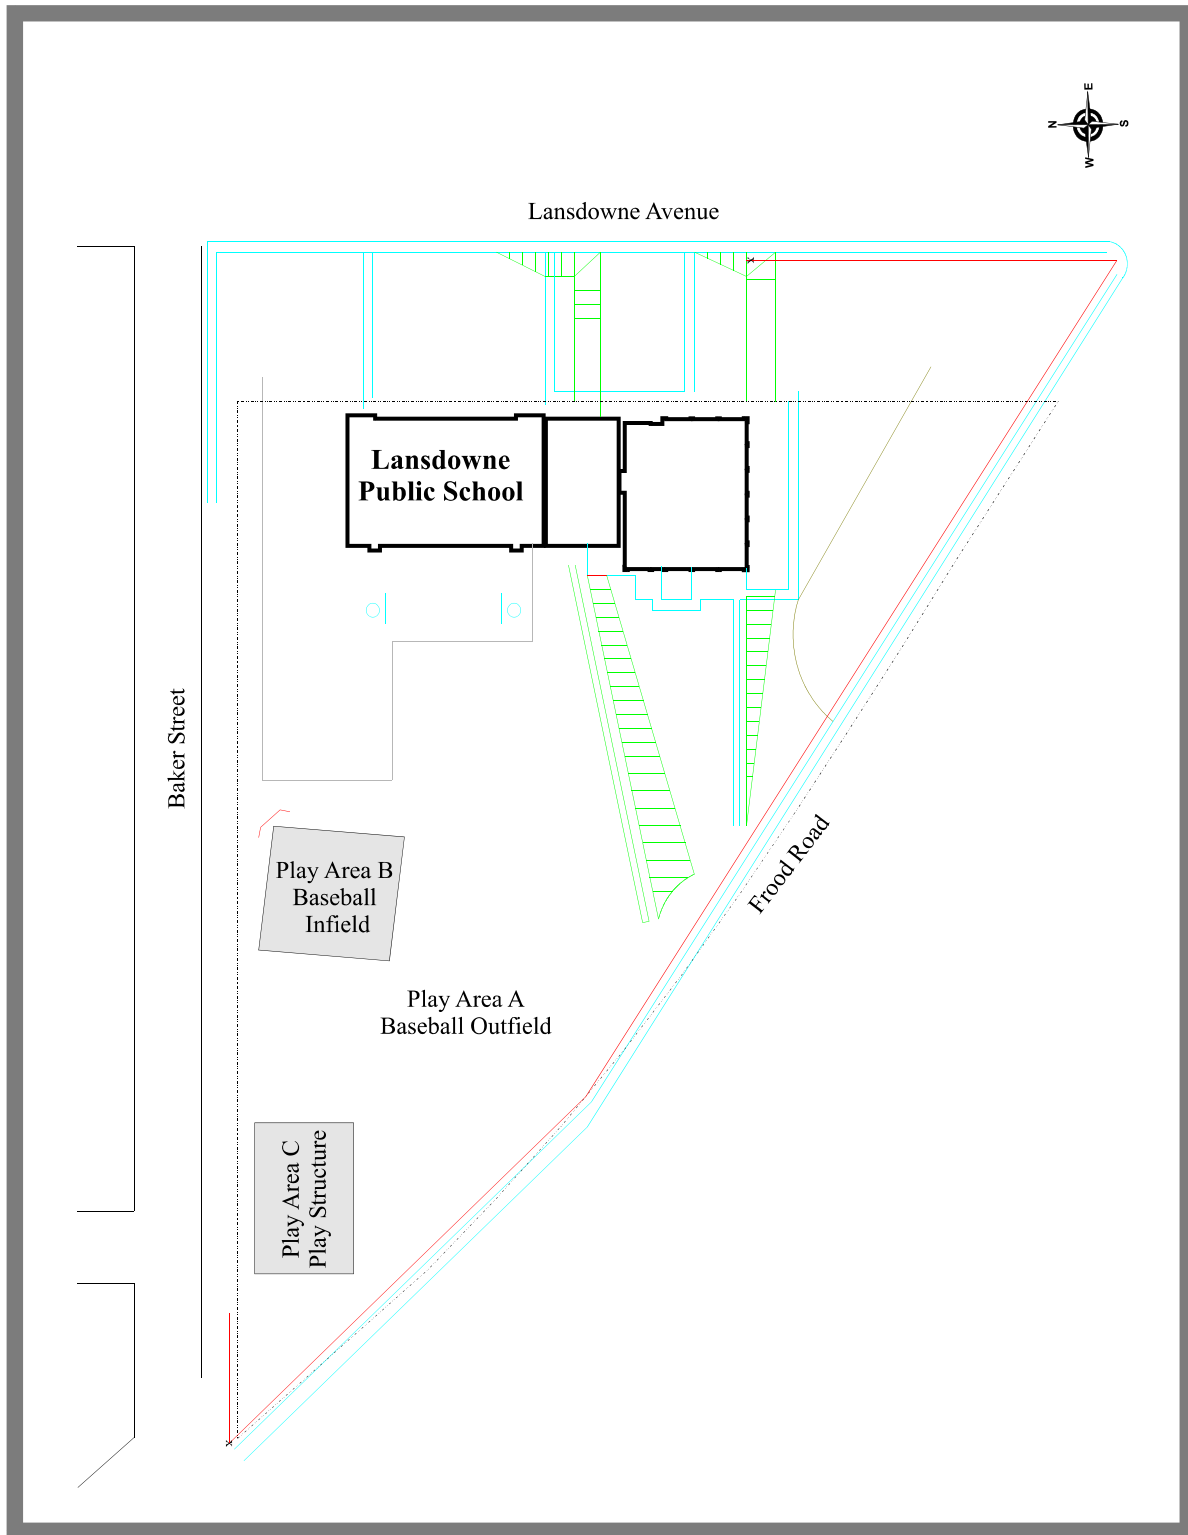 E
N
S
W
Lansdowne Avenue
Lansdowne
Public School
Baker Street
Frood Road
Play Area B
Baseball
Infield
Play Area A
Baseball Outfield
Play Area C
Play Structure